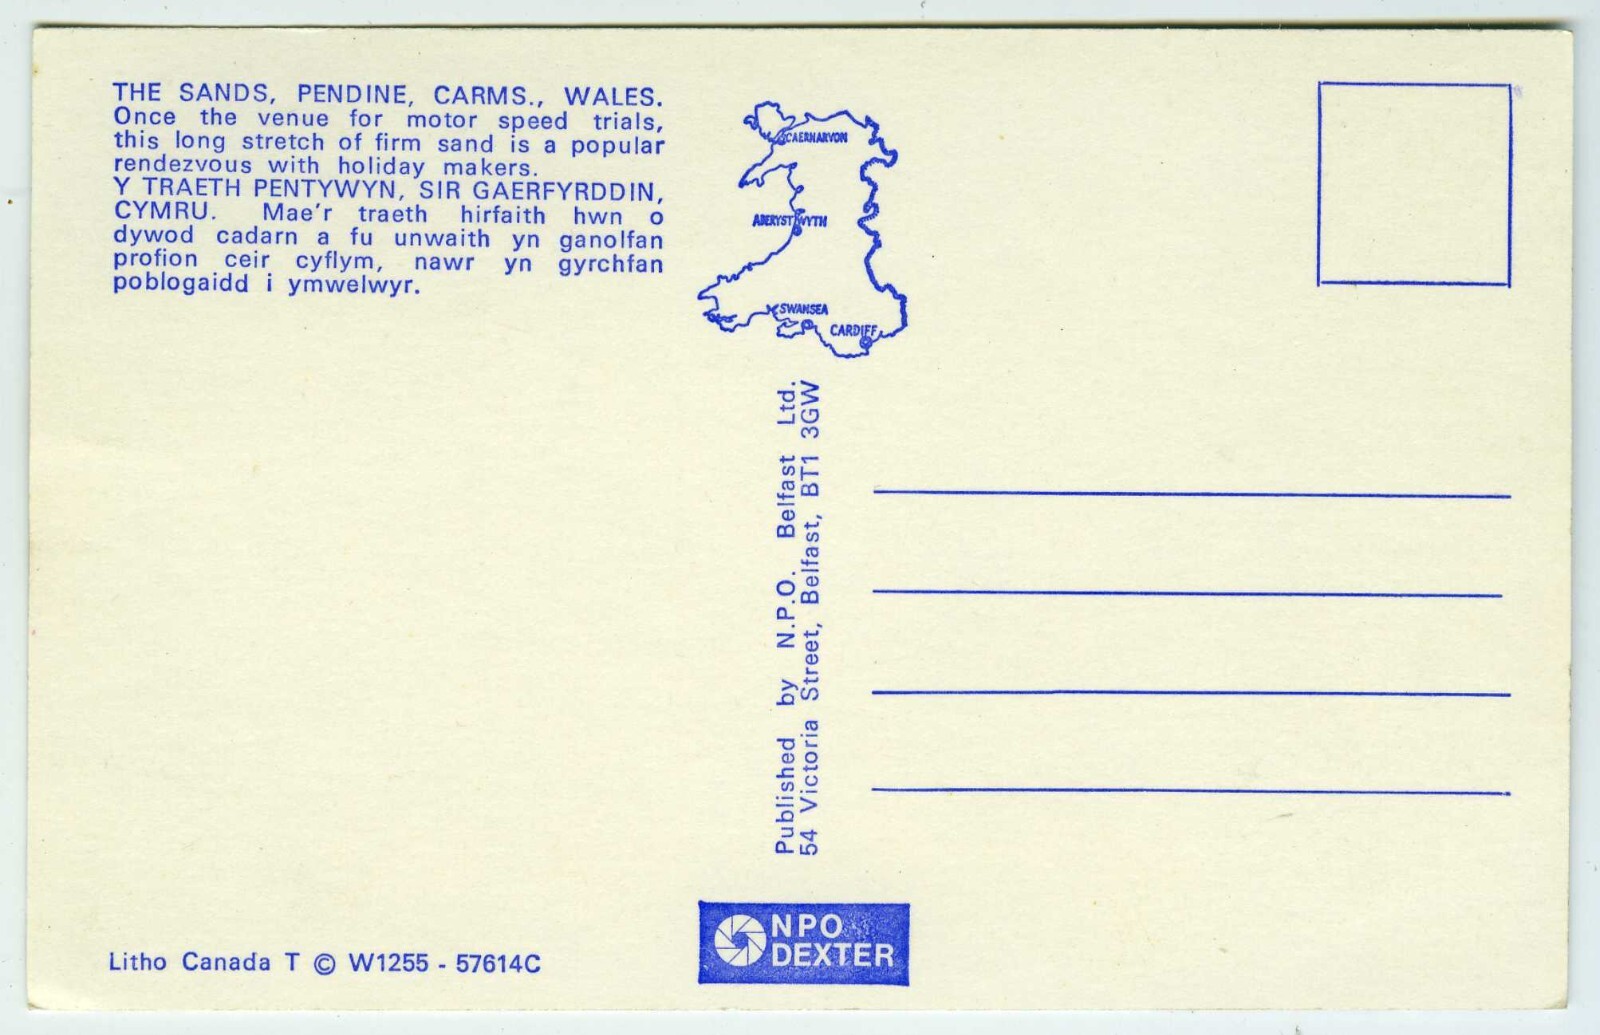 THE SANDS, PENDINE, CARMS., WALES.
Once the venue for motor speed trials,
this long stretch of firm sand is a popular
rendezvous with holiday makers.
Y TRAETH PENTYWYN, SIR GAERFYRDDIN,
CYMRU. Mae'r traeth hirfaith hwn o
dywod cadarn a fu unwaith yn ganolfan
profion ceir cyflym, nawr yn gyrchfan
poblogaidd i ymwelwyr.
CAERNARVON
ABERYSTWYTH
SWANSEA
CARDIFF
Published by N.P.O. Belfast Ltd.
54 Victoria Street, Belfast, BT1 3GW
Litho Canada T © W1255 - 57614C
NPO
DEXTER